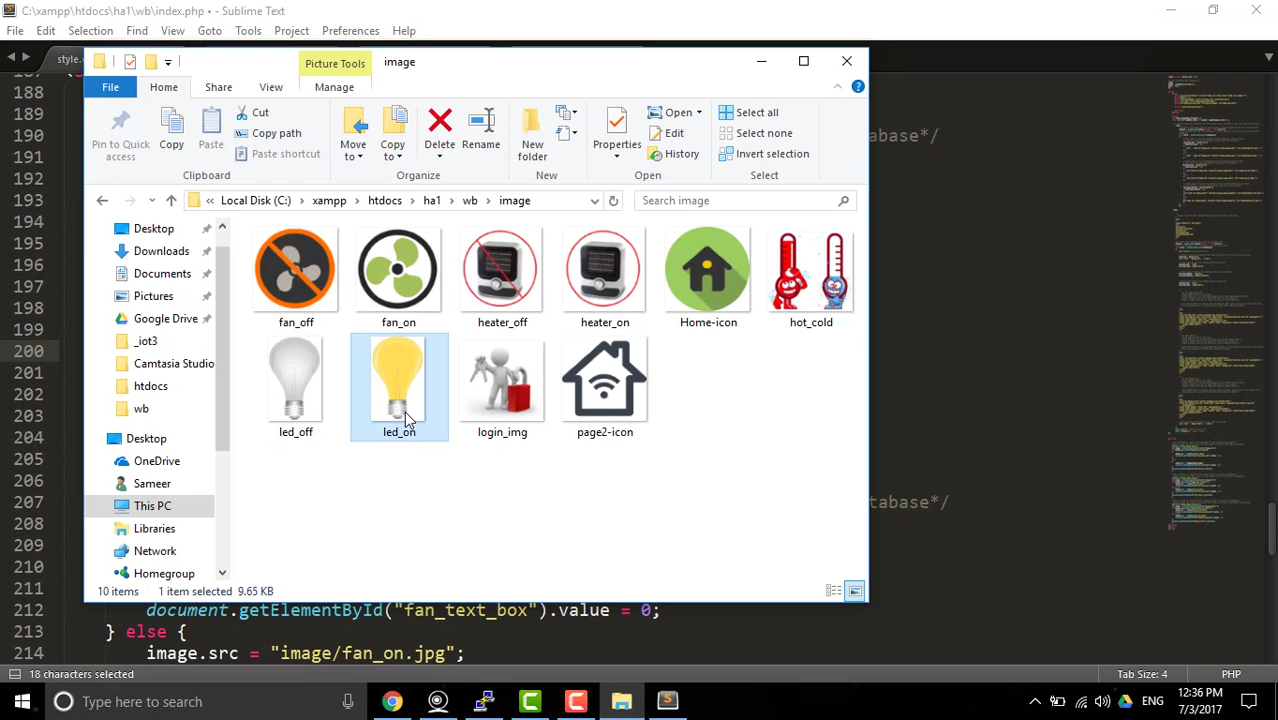 C:\xampp\htdocs\ha1\wb\index.php • - Sublime Text
File Edit Selection Find View Goto Tools Project Preferences Help
style.
Picture Tools image
File Home Share View Manage
Pin to Quick access
Copy
Paste
Cut
Copy path
Paste shortcut
Clipboard
Move to
Copy to
Delete
Rename
Organize
New folder
New
Properties
Open
Edit
History
Open
Select all
Select none
Invert selection
Select
Local Disk (C:) xampp htdocs ha1 wb image
Search image
Desktop
Downloads
Documents
Pictures
Google Drive
_iot3
Camtasia Studio
htdocs
wb
Desktop
OneDrive
Sameer
This PC
Libraries
Network
Homegroup
fan_off fan_on heater_off heater_on Home-icon hot_cold
led_off led_on login_img page2-icon
10 items 1 item selected 9.65 KB
188
189
190 abase*/
191
192
193
194
195
196
197
198
199
200
201
202
203
204
205
206
207 atabase*/
208
209
210
211
212 document.getElementById("fan_text_box").value = 0;
213 } else {
214 image.src = "image/fan_on.jpg";
18 characters selected
Tab Size: 4 PHP
Type here to search
ENG
12:36 PM
7/3/2017